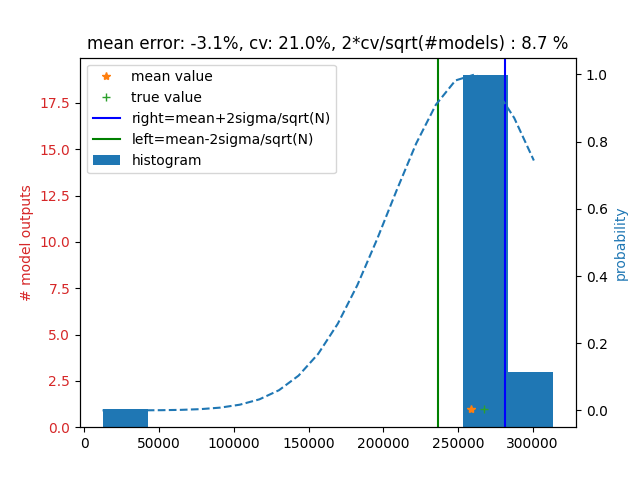 mean error: -3.1%, cv: 21.0%, 2*cv/sqrt(#models) : 8.7 %
mean value
true value
right=mean+2sigma/sqrt(N)
left=mean-2sigma/sqrt(N)
histogram
# model outputs
17.5
15.0
12.5
10.0
7.5
5.0
2.5
0.0
1.0
0.8
0.6
0.4
0.2
0.0
probability
0
50000
100000
150000
200000
250000
300000